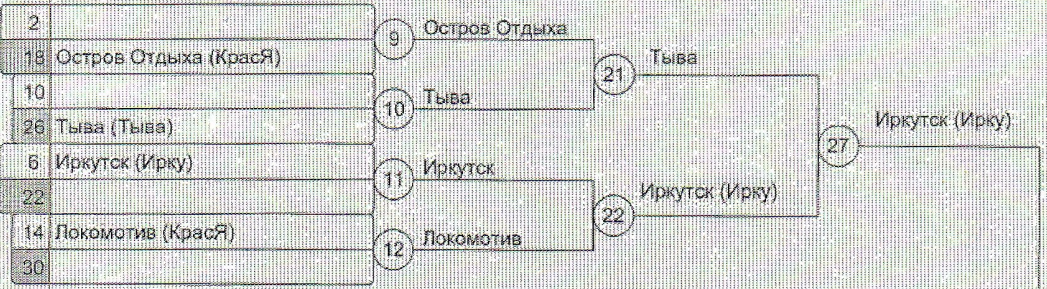 2
9 Остров Отдыха
18 Остров Отдыха (КрасЯ)
21 Тыва
10
10 Тыва
26 Тыва (Тыва)
27 Иркутск (Ирку)
6 Иркутск (Ирку)
11 Иркутск
22
22 Иркутск (Ирку)
14 Локомотив (КрасЯ)
12 Локомотив
30